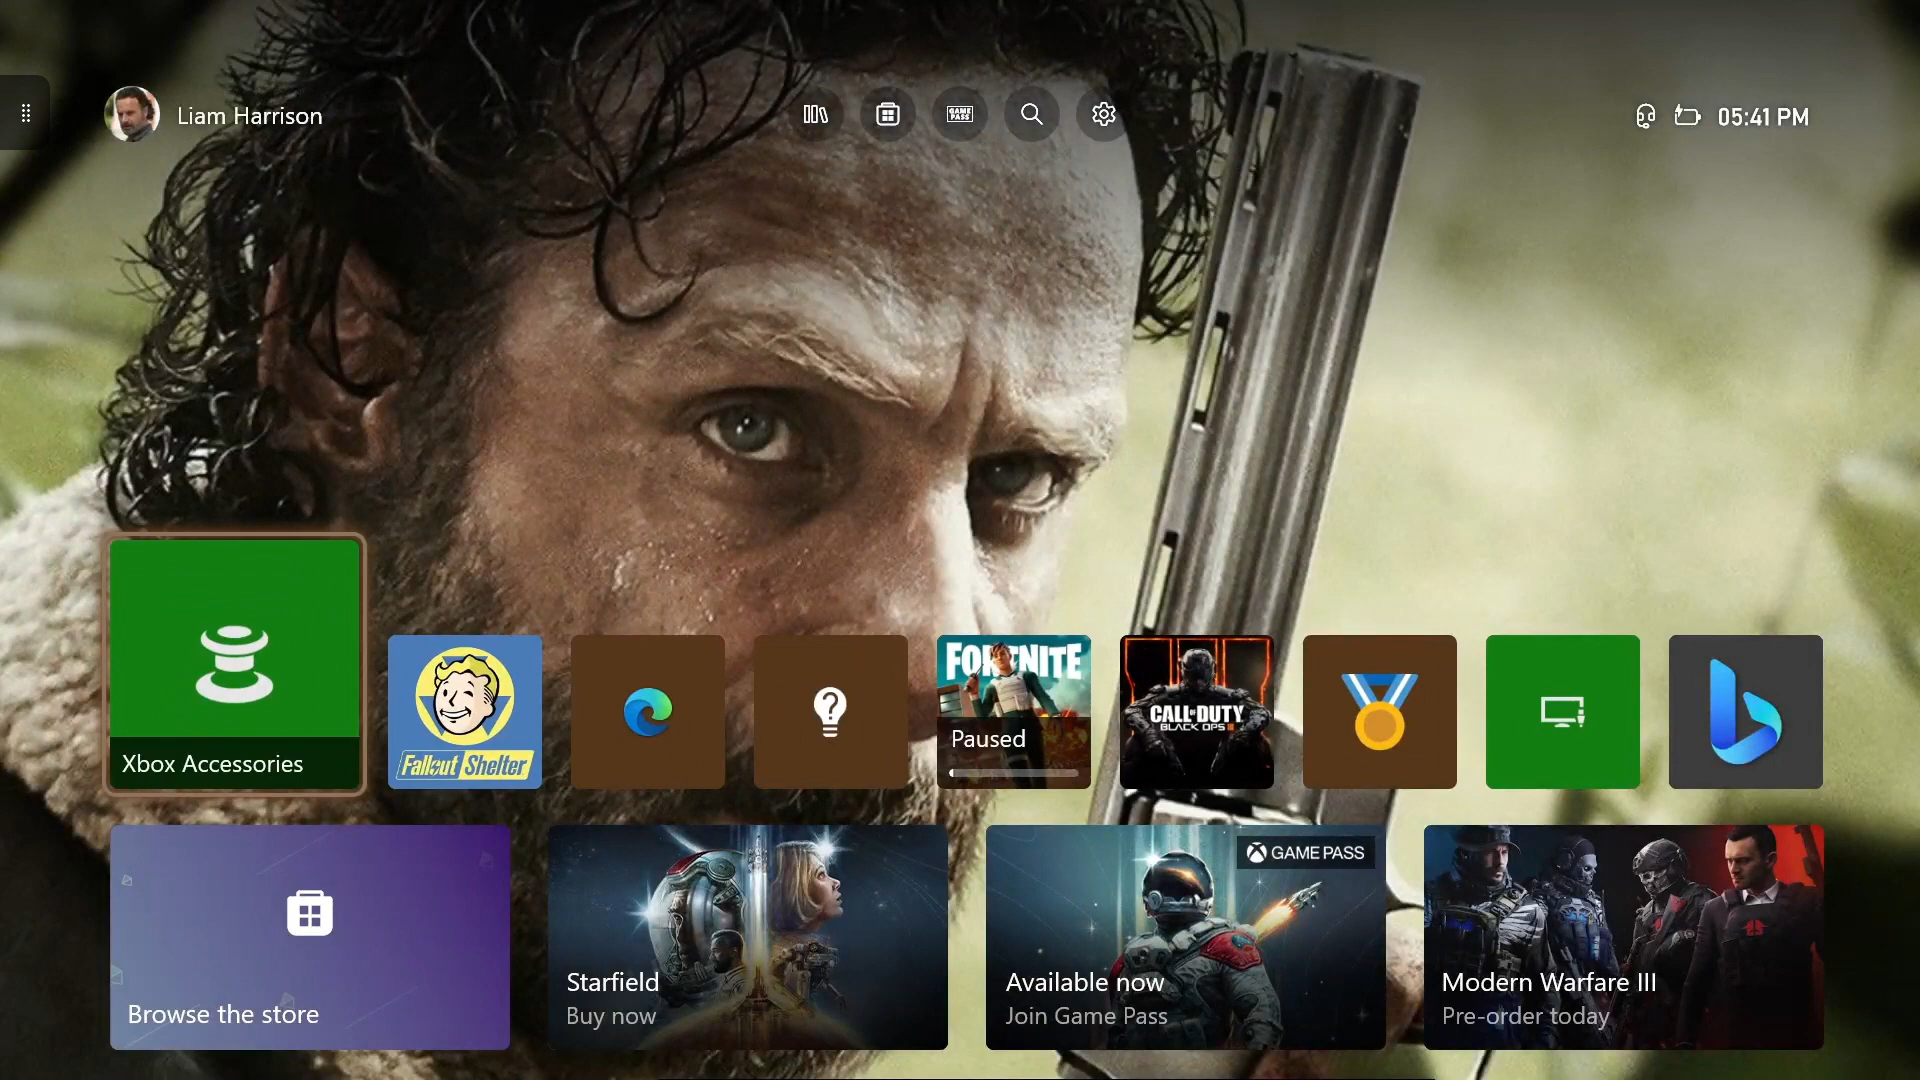 Liam Harrison
GAME PASS
05:41 PM
Xbox Accessories
Fallout Shelter
FORTNITE
Paused
CALL OF DUTY
BLACK OPS III
GAME PASS
Browse the store
Starfield
Buy now
Available now
Join Game Pass
Modern Warfare III
Pre-order today